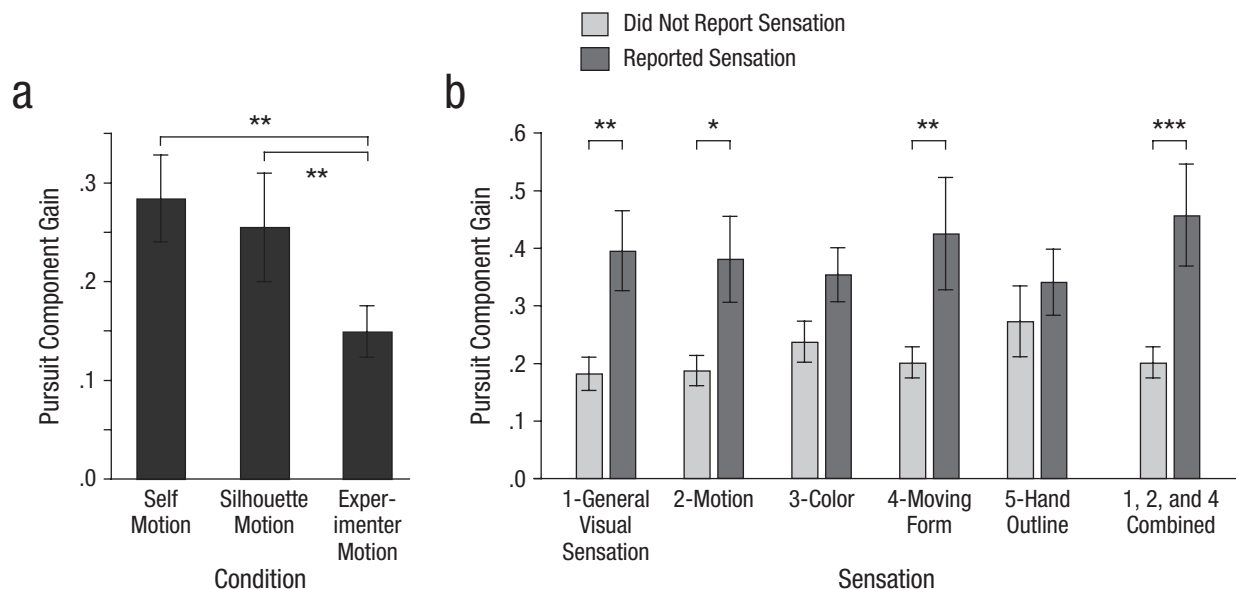 Did Not Report Sensation
Reported Sensation
a
b
**
**
.3
.2
.1
.0
Pursuit Component Gain
Self
Motion
Silhouette
Motion
Exper-
imenter
Motion
Condition
**
*
**
***
.6
.5
.4
.3
.2
.1
.0
Pursuit Component Gain
1-General
Visual
Sensation
2-Motion
3-Color
4-Moving
Form
5-Hand
Outline
1, 2, and 4
Combined
Sensation